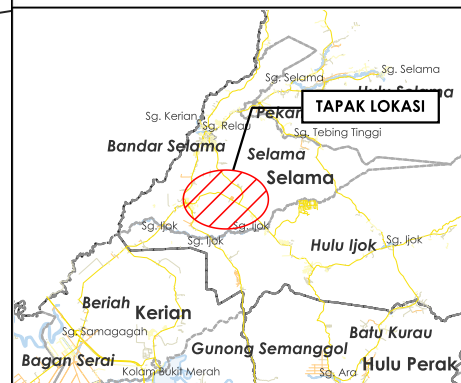 Sg. Selama
Sg. Selama
Hulu Selama
TAPAK LOKASI
Pekan
Sg. Kerian
Sg. Relau
Sg. Tebing Tinggi
Bandar Selama
Selama
Selama
Sg. Ijok
Sg. Ijok
Sg. Ijok
Sg. Ijok
Hulu Ijok
Beriah
Kerian
Sg. Samagagah
Batu Kurau
Gunong Semanggol
Bagan Serai
Hulu Perak
Kolam Bukit Merah
Sg. Ara